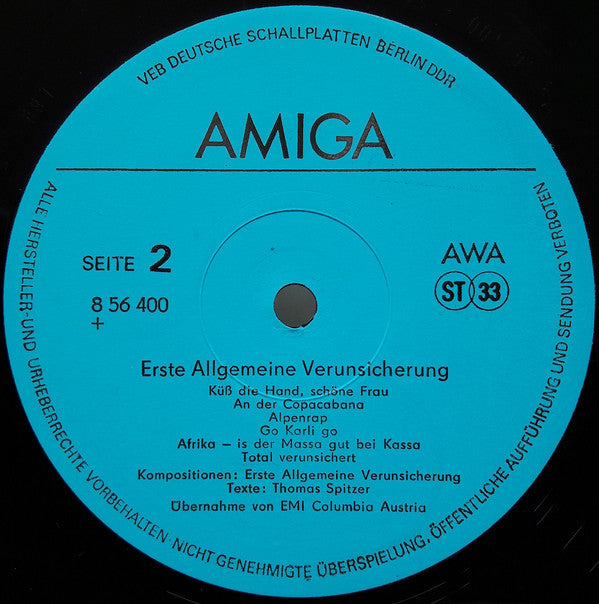 VEB DEUTSCHE SCHALLPLATTEN BERLIN DDR
AMIGA
SEITE 2
8 56 400
+
AWA
ST 33
Erste Allgemeine Verunsicherung
Küß die Hand, schöne Frau
An der Copacabana
Alpenrap
Go Karli go
Afrika – is der Massa gut bei Kassa
Total verunsichert
Kompositionen: Erste Allgemeine Verunsicherung
Texte: Thomas Spitzer
Übernahme von EMI Columbia Austria
ALLE HERSTELLER- UND URHEBERRECHTE VORBEHALTEN · NICHT GENEHMIGTE ÜBERSPIELUNG, ÖFFENTLICHE AUFFÜHRUNG UND SENDUNG VERBOTEN